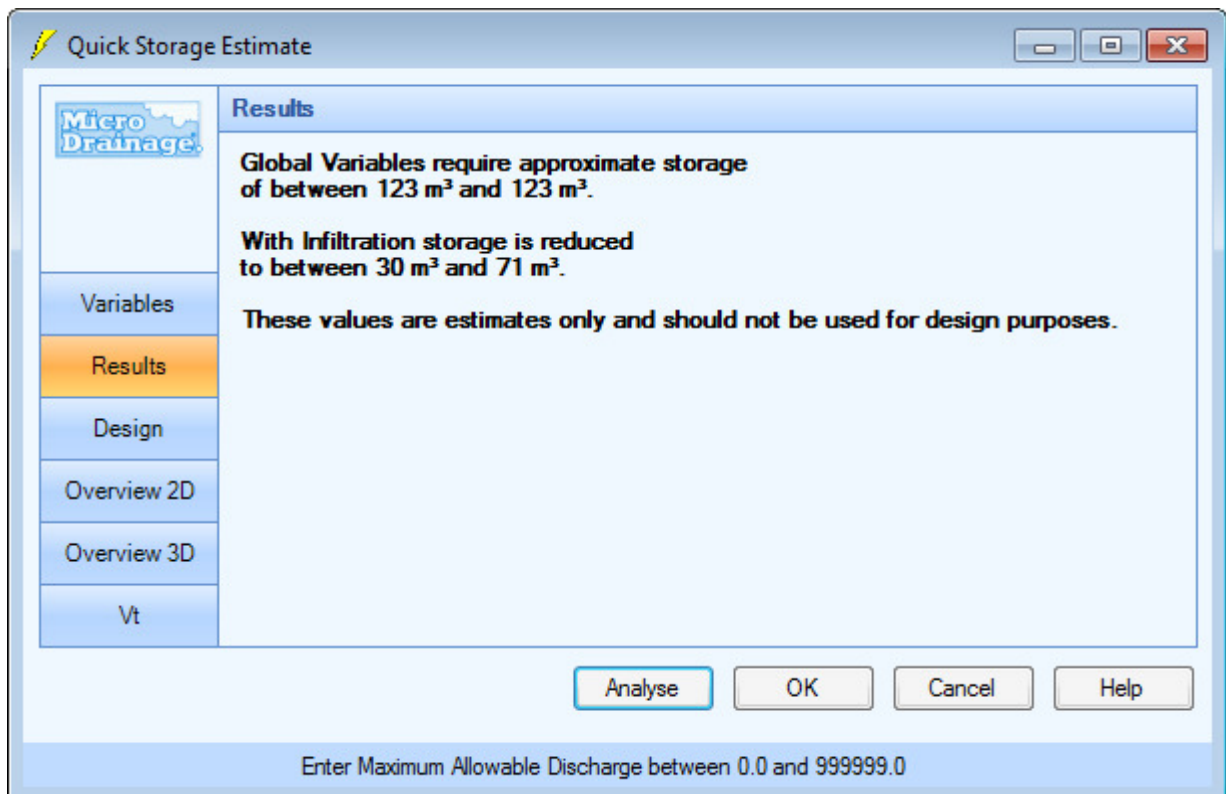 Quick Storage Estimate
Micro
Drainage
Results
Global Variables require approximate storage
of between 123 m³ and 123 m³.
With Infiltration storage is reduced
to between 30 m³ and 71 m³.
These values are estimates only and should not be used for design purposes.
Variables
Results
Design
Overview 2D
Overview 3D
Vt
Analyse
OK
Cancel
Help
Enter Maximum Allowable Discharge between 0.0 and 999999.0